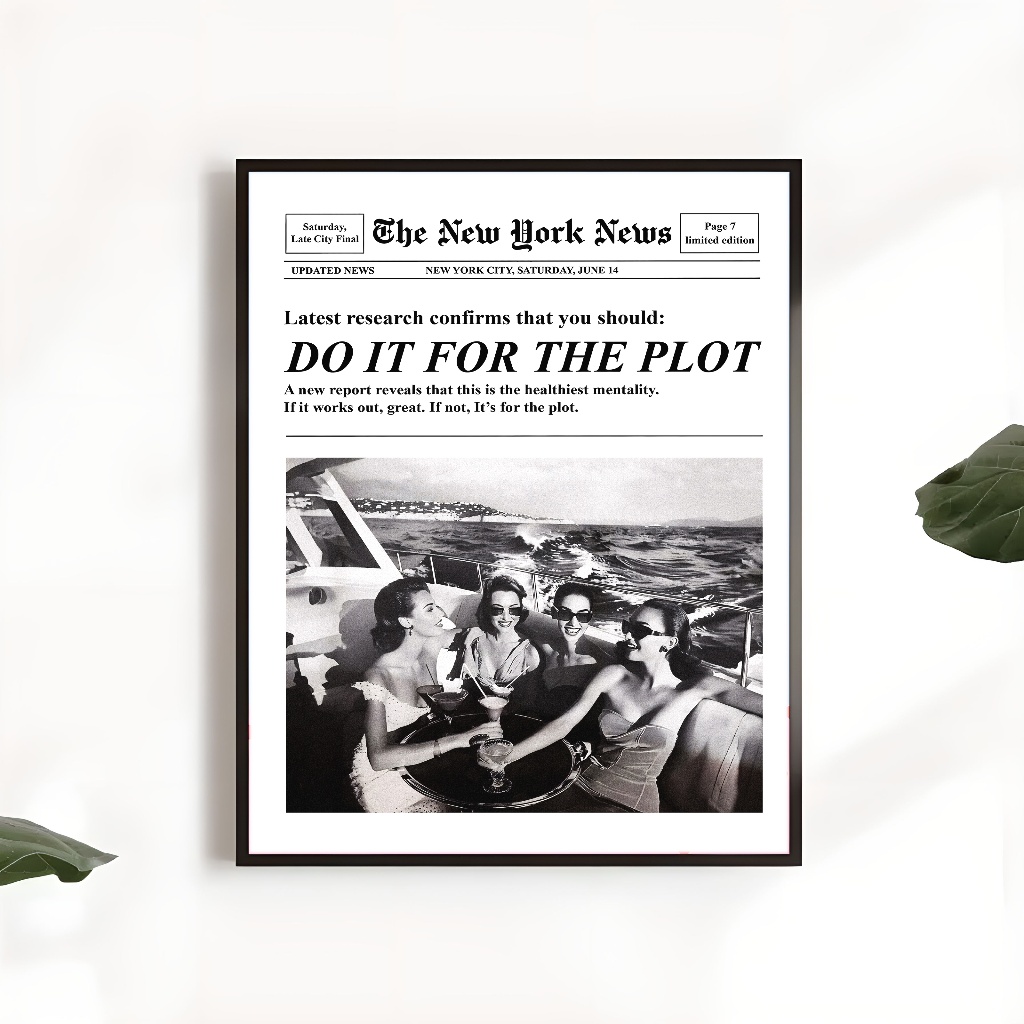 Saturday,
Late City Final
The New York News
Page 7
limited edition
UPDATED NEWS
NEW YORK CITY, SATURDAY, JUNE 14
Latest research confirms that you should:
DO IT FOR THE PLOT
A new report reveals that this is the healthiest mentality.
If it works out, great. If not, It’s for the plot.